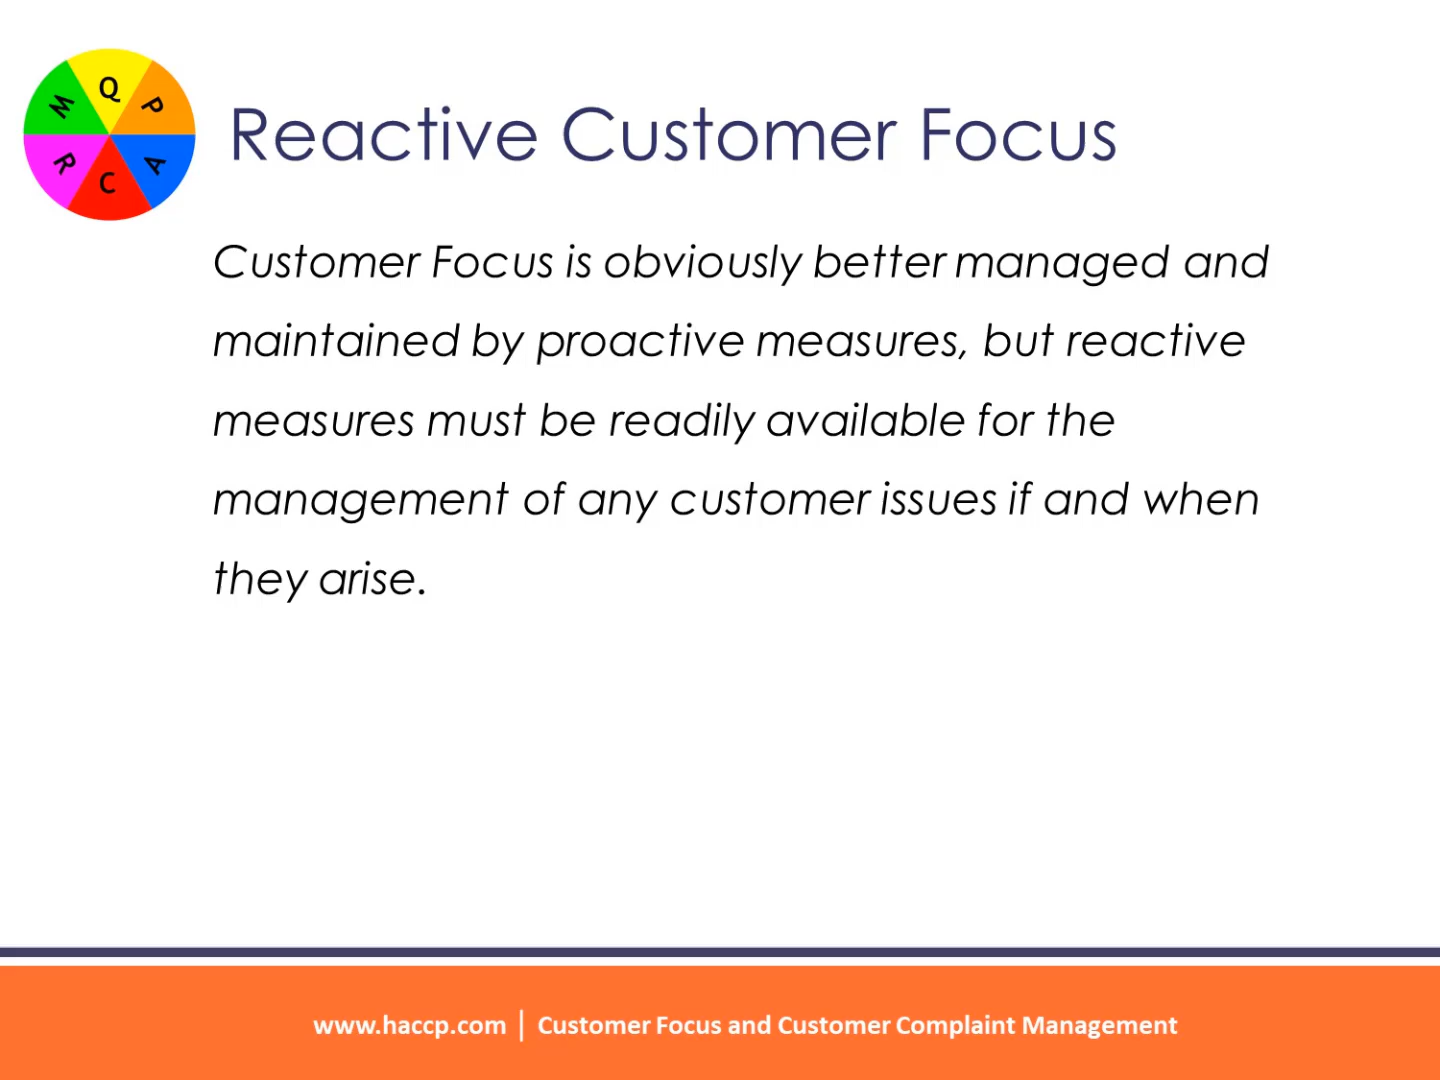 Q
P
A
C
R
M
Reactive Customer Focus
Customer Focus is obviously better managed and
maintained by proactive measures, but reactive
measures must be readily available for the
management of any customer issues if and when
they arise.
www.haccp.com | Customer Focus and Customer Complaint Management